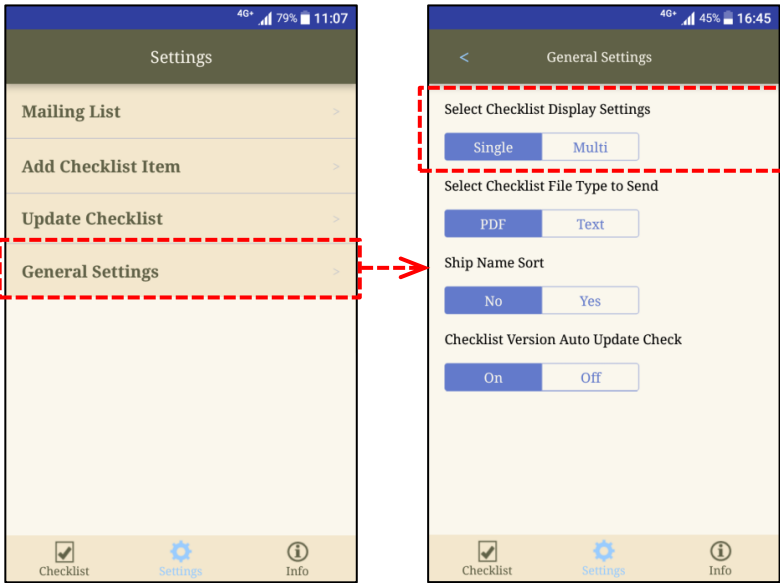 4G+ 79% 11:07
Settings
Mailing List >
Add Checklist Item >
Update Checklist >
General Settings >
Checklist Settings Info
4G+ 45% 16:45
< General Settings
Select Checklist Display Settings
Single Multi
Select Checklist File Type to Send
PDF Text
Ship Name Sort
No Yes
Checklist Version Auto Update Check
On Off
Checklist Settings Info